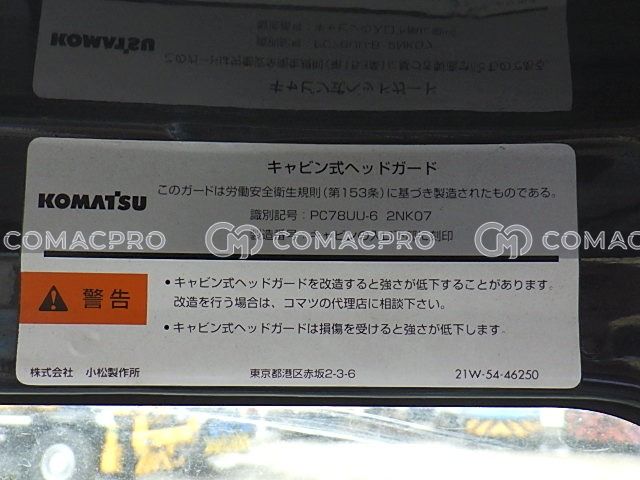 キャビン式ヘッドガード
KOMATSU
このガードは労働安全衛生規則(第153条)に基づき製造されたものである。
識別記号：PC78UU-6 2NK07
COMACPRO COMACPRO COMACPRO
警告
・キャビン式ヘッドガードを改造すると強さが低下することがあります。
改造を行う場合は、コマツの代理店に相談下さい。
・キャビン式ヘッドガードは損傷を受けると強さが低下します。
株式会社 小松製作所 東京都港区赤坂2-3-6 21W-54-46250